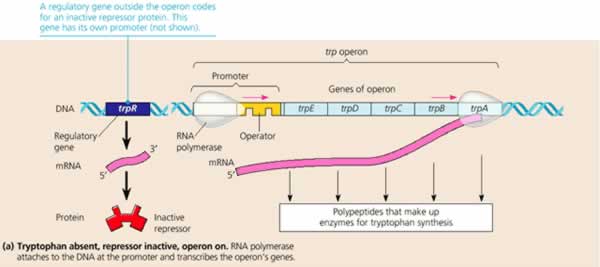 A regulatory gene outside the operon codes
for an inactive repressor protein. This
gene has its own promoter (not shown).
trp operon
Promoter
Genes of operon
DNA
trpR
trpE
trpD
trpC
trpB
trpA
Regulatory
gene
RNA
polymerase
Operator
3'
mRNA
5'
mRNA
5'
Protein
Inactive
repressor
Polypeptides that make up
enzymes for tryptophan synthesis
(a) Tryptophan absent, repressor inactive, operon on. RNA polymerase
attaches to the DNA at the promoter and transcribes the operon's genes.